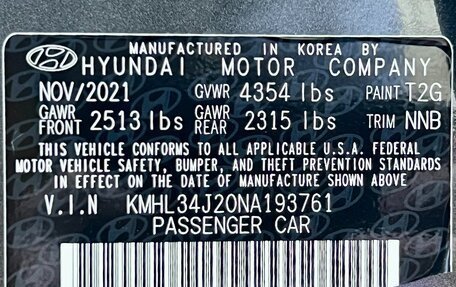 MANUFACTURED IN KOREA BY
HYUNDAI MOTOR COMPANY
NOV/2021 GVWR 4354 lbs PAINT T2G
GAWR FRONT 2513 lbs GAWR REAR 2315 lbs TRIM NNB
THIS VEHICLE CONFORMS TO ALL APPLICABLE U.S.A. FEDERAL
MOTOR VEHICLE SAFETY, BUMPER, AND THEFT PREVENTION STANDARDS
IN EFFECT ON THE DATE OF MANUFACTURE SHOWN ABOVE
V.I.N KMHL34J20NA193761
PASSENGER CAR